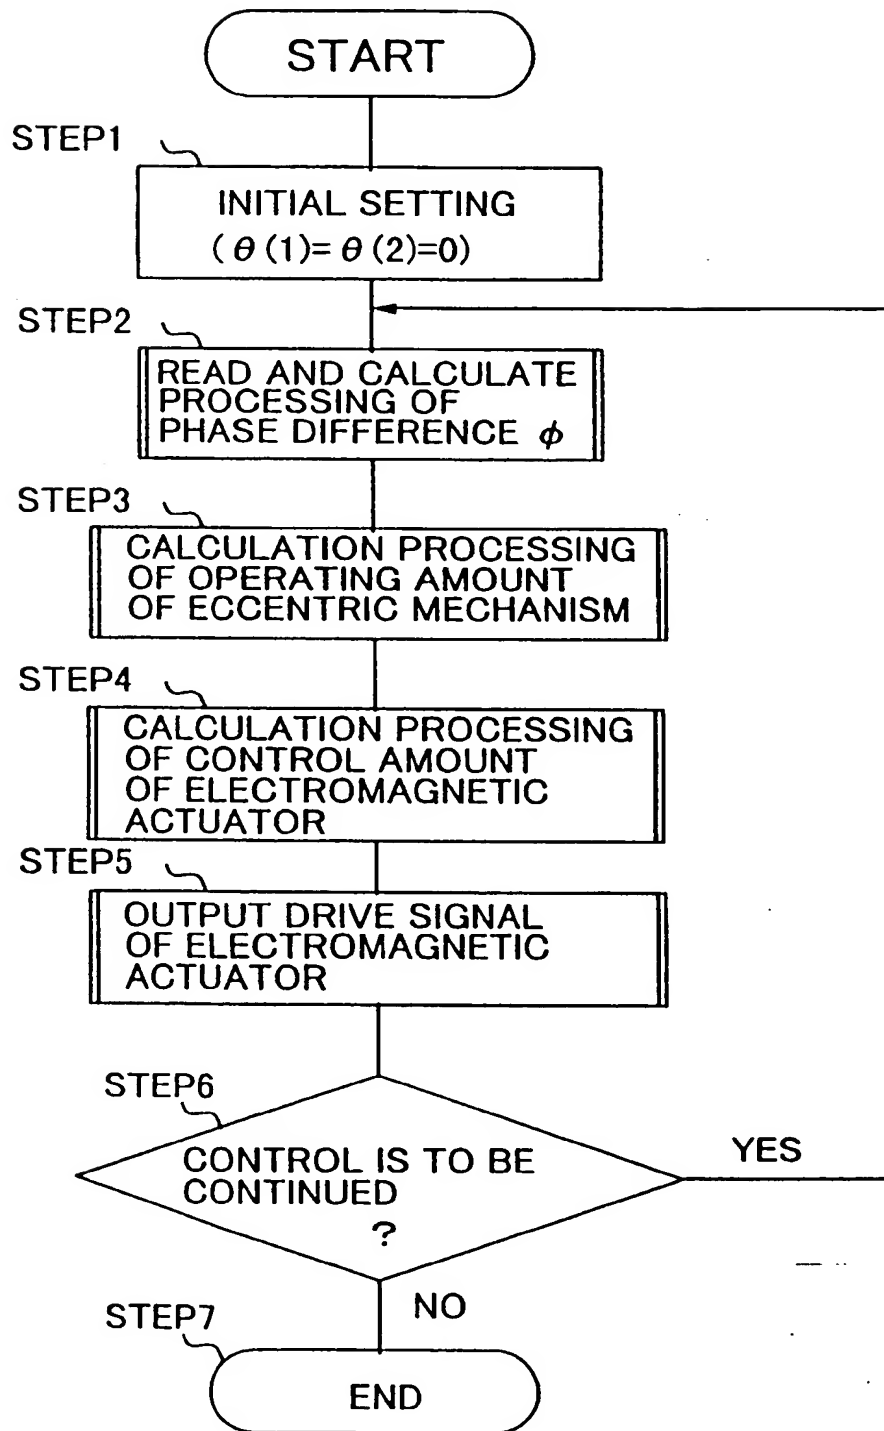 START
STEP1
INITIAL SETTING
(θ(1)=θ(2)=0)
STEP2
READ AND CALCULATE
PROCESSING OF
PHASE DIFFERENCE ϕ
STEP3
CALCULATION PROCESSING
OF OPERATING AMOUNT
OF ECCENTRIC MECHANISM
STEP4
CALCULATION PROCESSING
OF CONTROL AMOUNT
OF ELECTROMAGNETIC
ACTUATOR
STEP5
OUTPUT DRIVE SIGNAL
OF ELECTROMAGNETIC
ACTUATOR
STEP6
CONTROL IS TO BE
CONTINUED
?
YES
NO
STEP7
END